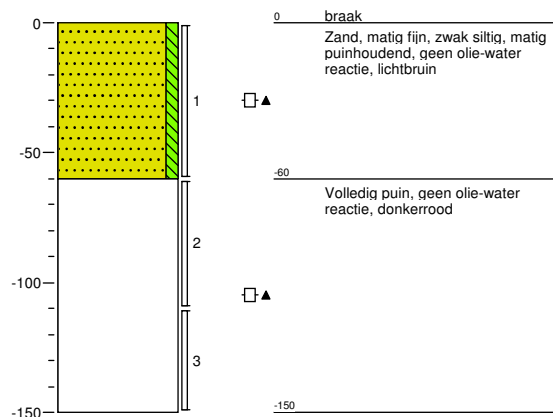 0
-50
-100
-150
1
2
3
0
braak
Zand, matig fijn, zwak siltig, matig
puinhoudend, geen olie-water
reactie, lichtbruin
-60
Volledig puin, geen olie-water
reactie, donkerrood
-150